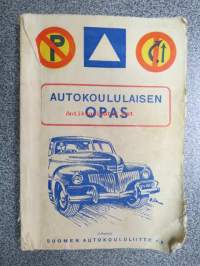 P
AUTOKOULULAISEN
OPAS
SUOMEN AUTOKOULULIITTO